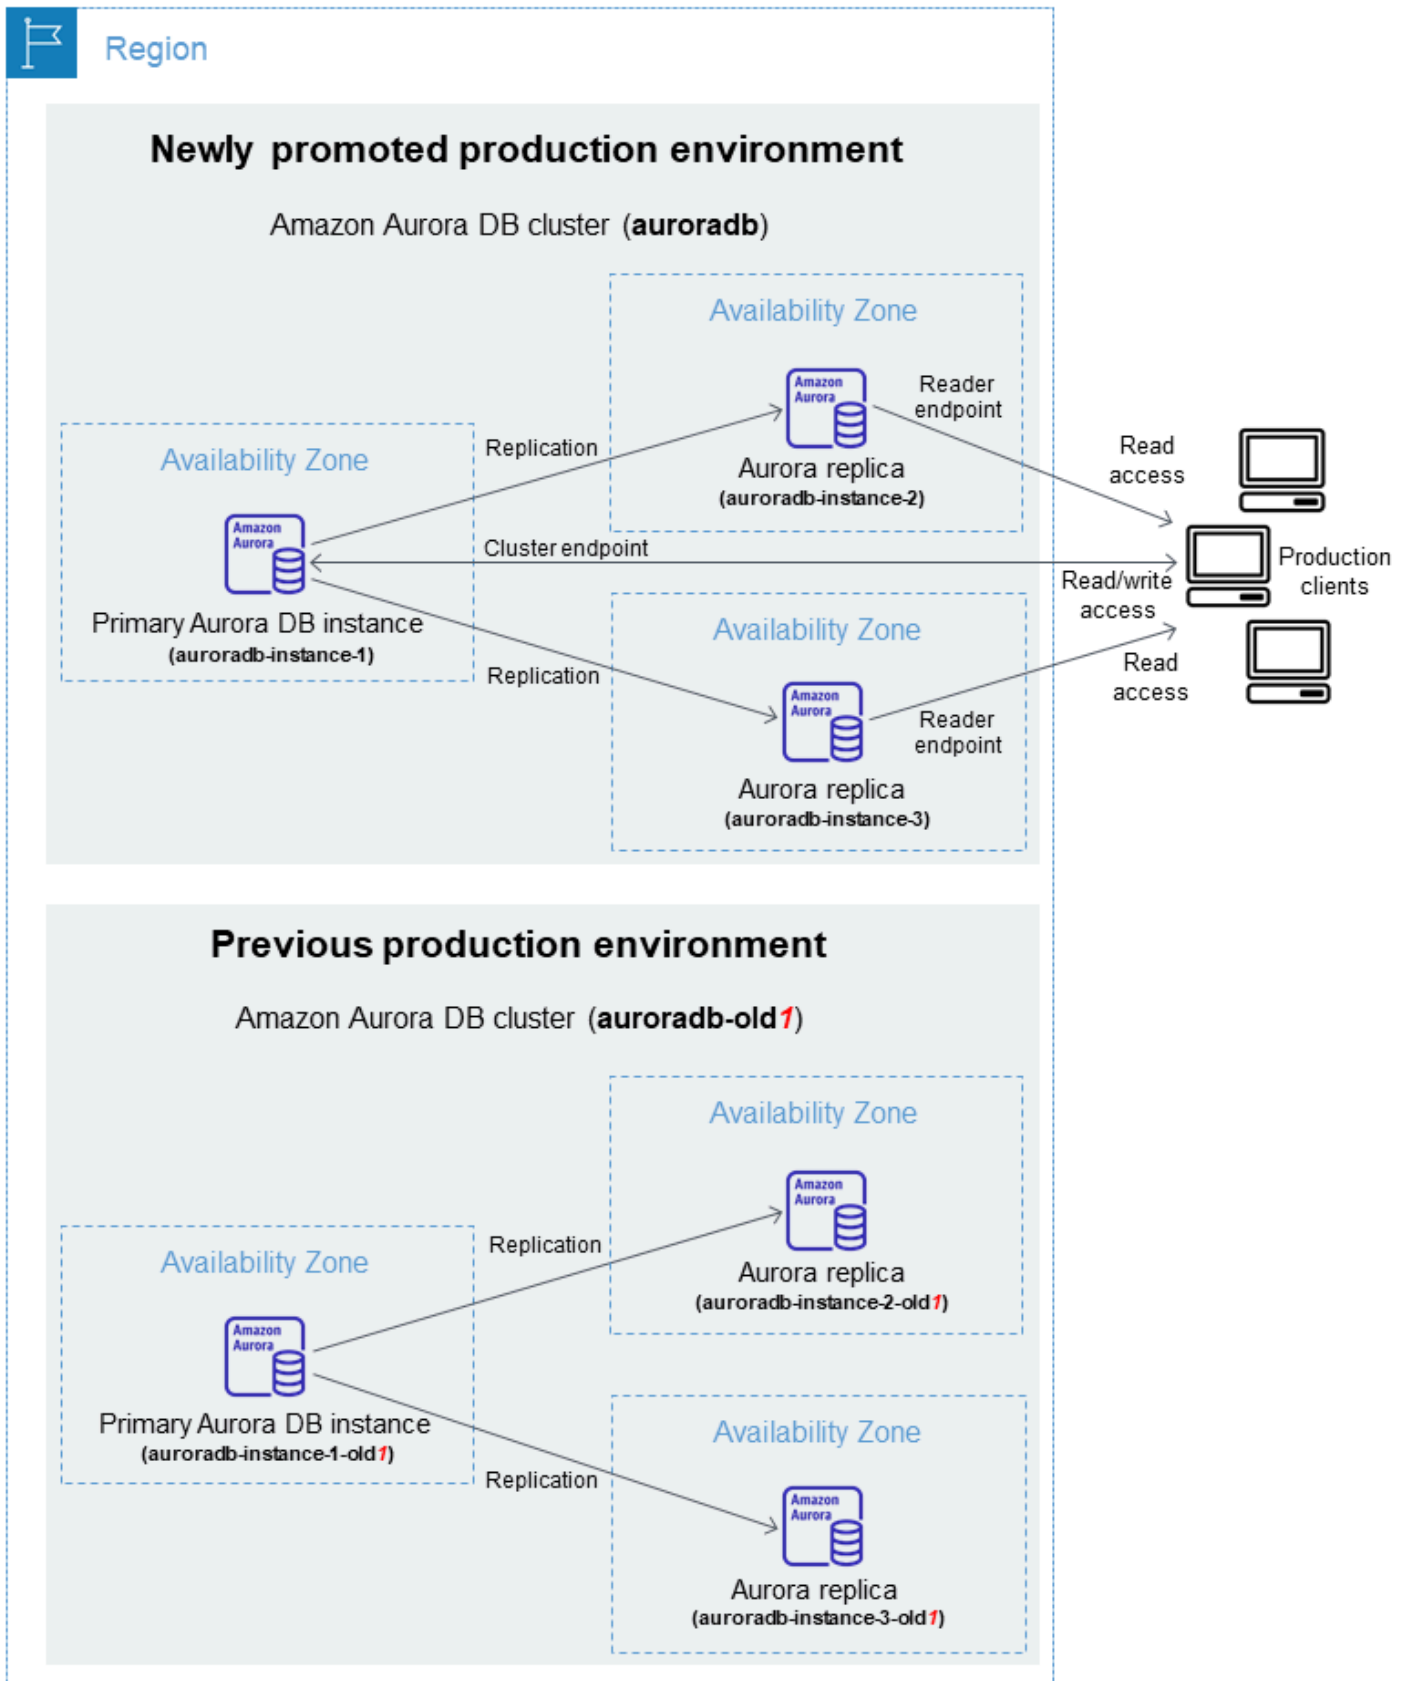 Region
Newly promoted production environment
Amazon Aurora DB cluster (auroradb)
Availability Zone
Amazon
Aurora
Reader
endpoint
Replication
Aurora replica
(auroradb-instance-2)
Availability Zone
Amazon
Aurora
Primary Aurora DB instance
(auroradb-instance-1)
Cluster endpoint
Read
access
Read/write
access
Production
clients
Read
access
Availability Zone
Replication
Amazon
Aurora
Reader
endpoint
Aurora replica
(auroradb-instance-3)
Previous production environment
Amazon Aurora DB cluster (auroradb-old1)
Availability Zone
Amazon
Aurora
Replication
Aurora replica
(auroradb-instance-2-old1)
Availability Zone
Amazon
Aurora
Primary Aurora DB instance
(auroradb-instance-1-old1)
Availability Zone
Replication
Amazon
Aurora
Aurora replica
(auroradb-instance-3-old1)